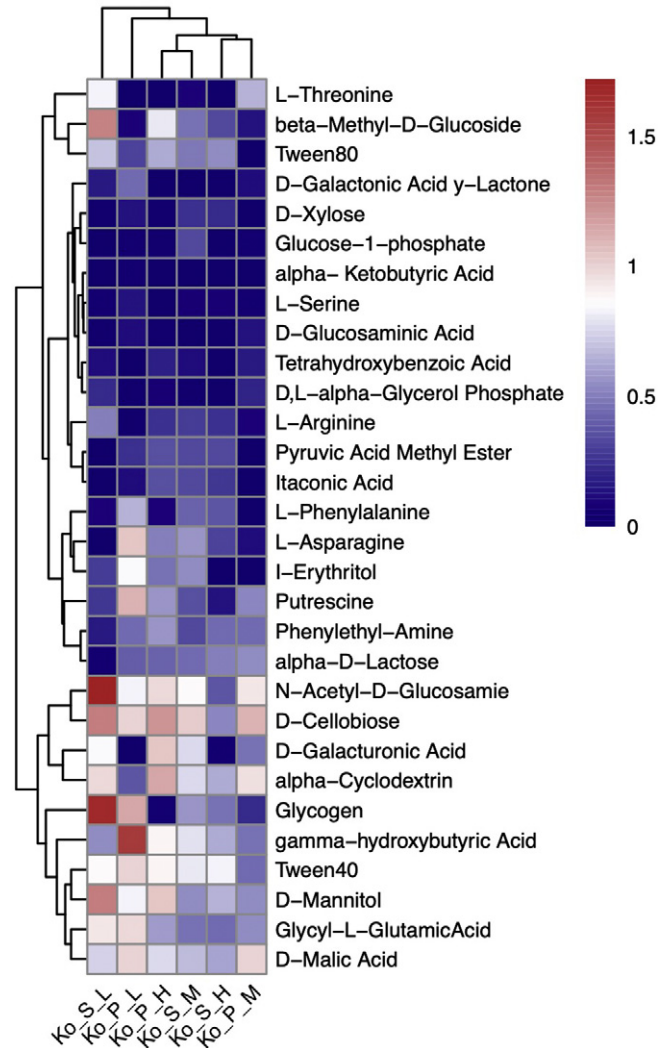 L−Threonine
beta−Methyl−D−Glucoside
Tween80
D−Galactonic Acid y−Lactone
D−Xylose
Glucose−1−phosphate
alpha− Ketobutyric Acid
L−Serine
D−Glucosaminic Acid
Tetrahydroxybenzoic Acid
D,L−alpha−Glycerol Phosphate
L−Arginine
Pyruvic Acid Methyl Ester
Itaconic Acid
L−Phenylalanine
L−Asparagine
I−Erythritol
Putrescine
Phenylethyl−Amine
alpha−D−Lactose
N−Acetyl−D−Glucosamie
D−Cellobiose
D−Galacturonic Acid
alpha−Cyclodextrin
Glycogen
gamma−hydroxybutyric Acid
Tween40
D−Mannitol
Glycyl−L−GlutamicAcid
D−Malic Acid
1.5
1
0.5
0
Ko_S_L
Ko_P_L
Ko_P_H
Ko_S_M
Ko_S_H
Ko_P_M